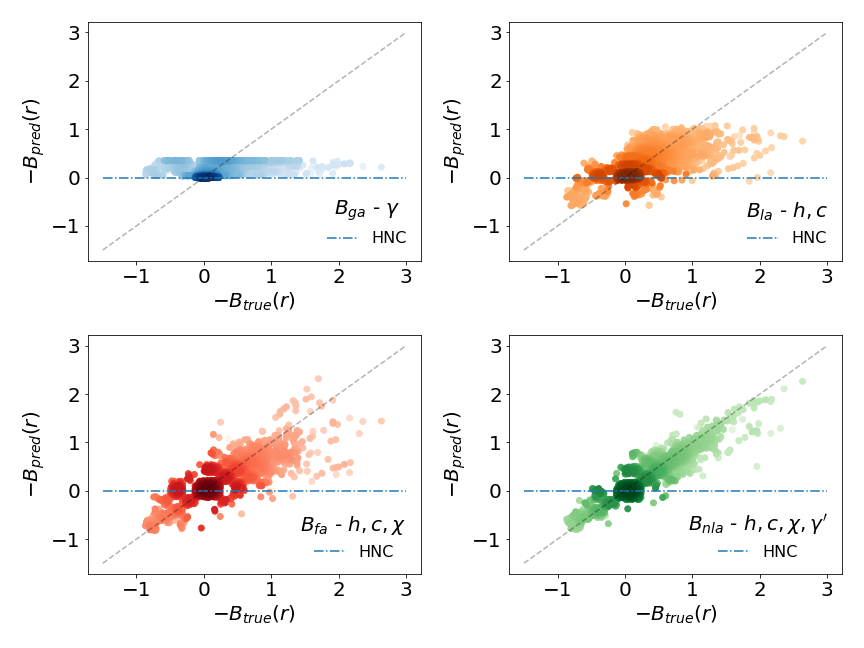 3
2
1
0
−1
−B_pred(r)
B_ga - γ
HNC
−1 0 1 2 3
−B_true(r)
3
2
1
0
−1
−B_pred(r)
B_la - h, c
HNC
−1 0 1 2 3
−B_true(r)
3
2
1
0
−1
−B_pred(r)
B_fa - h, c, χ
HNC
−1 0 1 2 3
−B_true(r)
3
2
1
0
−1
−B_pred(r)
B_nla - h, c, χ, γ′
HNC
−1 0 1 2 3
−B_true(r)